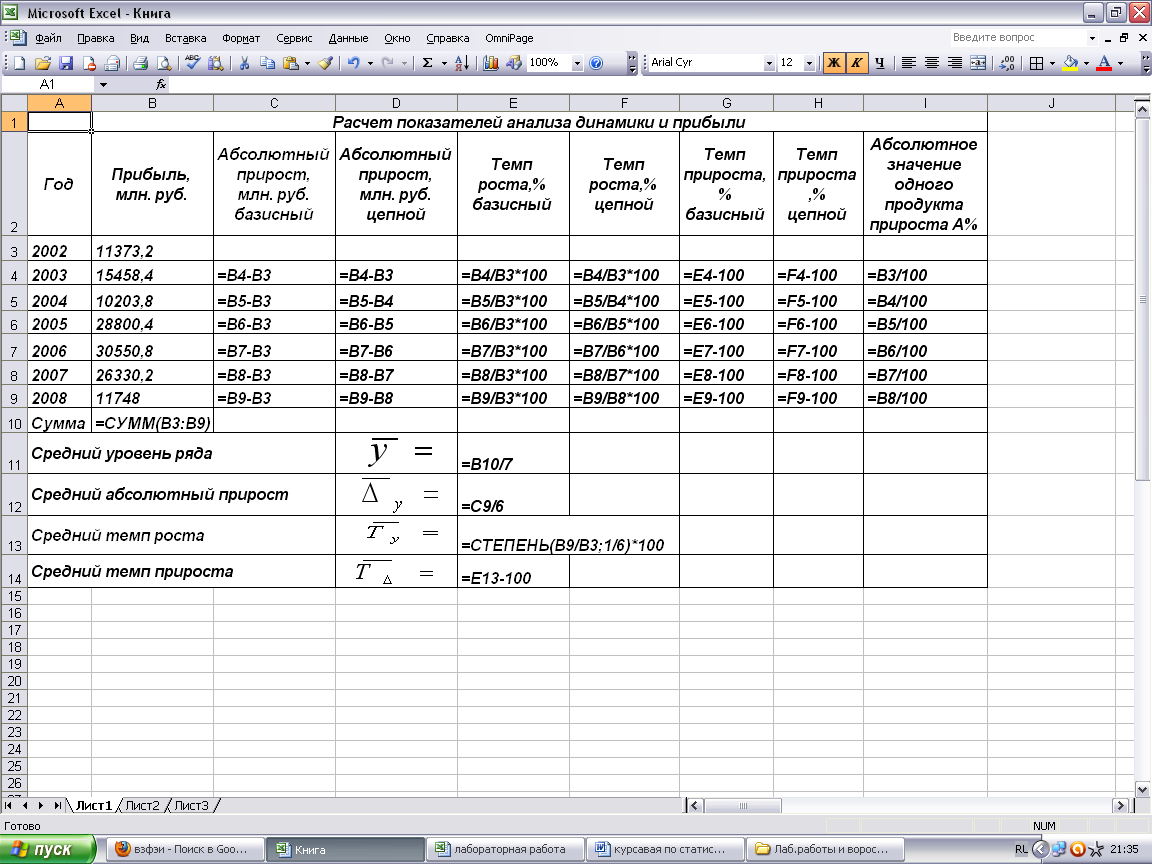 Microsoft Excel - Книга
Файл Правка Вид Вставка Формат Сервис Данные Окно Справка OmniPage Введите вопрос
100% Arial Cyr 12 Ж К Ч
A1 fx
A B C D E F G H I J
1 Расчет показателей анализа динамики и прибыли
2 Год Прибыль, млн. руб. Абсолютный прирост, млн. руб. базисный Абсолютный прирост, млн. руб. цепной Темп роста,% базисный Темп роста,% цепной Темп прироста, % базисный Темп прироста ,% цепной Абсолютное значение одного продукта прироста А%
3 2002 11373,2
4 2003 15458,4 =B4-B3 =B4-B3 =B4/B3*100 =B4/B3*100 =E4-100 =F4-100 =B3/100
5 2004 10203,8 =B5-B3 =B5-B4 =B5/B3*100 =B5/B4*100 =E5-100 =F5-100 =B4/100
6 2005 28800,4 =B6-B3 =B6-B5 =B6/B3*100 =B6/B5*100 =E6-100 =F6-100 =B5/100
7 2006 30550,8 =B7-B3 =B7-B6 =B7/B3*100 =B7/B6*100 =E7-100 =F7-100 =B6/100
8 2007 26330,2 =B8-B3 =B8-B7 =B8/B3*100 =B8/B7*100 =E8-100 =F8-100 =B7/100
9 2008 11748 =B9-B3 =B9-B8 =B9/B3*100 =B9/B8*100 =E9-100 =F9-100 =B8/100
10 Сумма =СУММ(B3:B9)
11 Средний уровень ряда y̅ = =B10/7
12 Средний абсолютный прирост Δ̅ y = =C9/6
13 Средний темп роста T̅ y = =СТЕПЕНЬ(B9/B3;1/6)*100
14 Средний темп прироста T̅ Δ = =E13-100
15
16
17
18
19
20
21
22
23
24
25
26
Лист1 Лист2 Лист3
Готово NUM
пуск взфэи - Поиск в Goo... Книга лабораторная работа курсавая по статис... Лаб.работы и ворос... RL 21:35